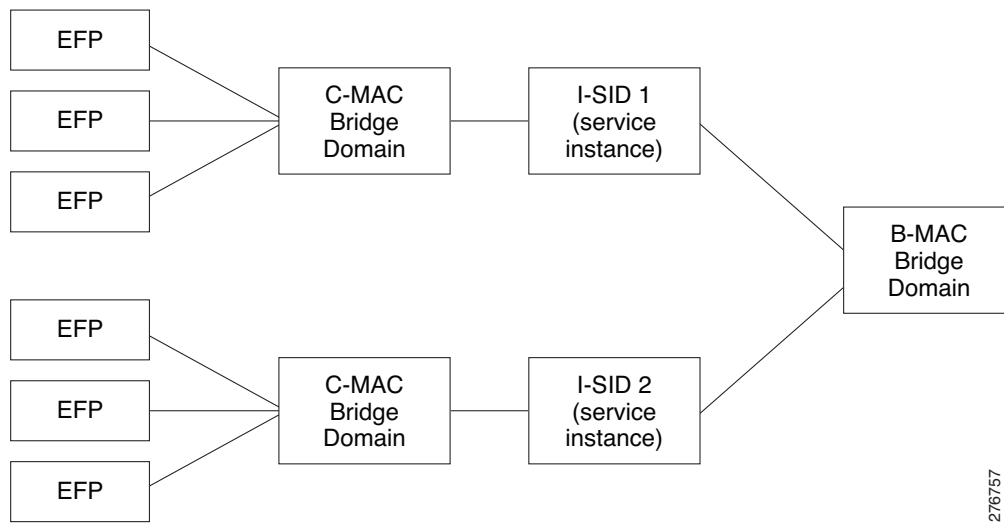 EFP
EFP
EFP
C-MAC
Bridge
Domain
I-SID 1
(service
instance)
B-MAC
Bridge
Domain
EFP
EFP
EFP
C-MAC
Bridge
Domain
I-SID 2
(service
instance)
276757